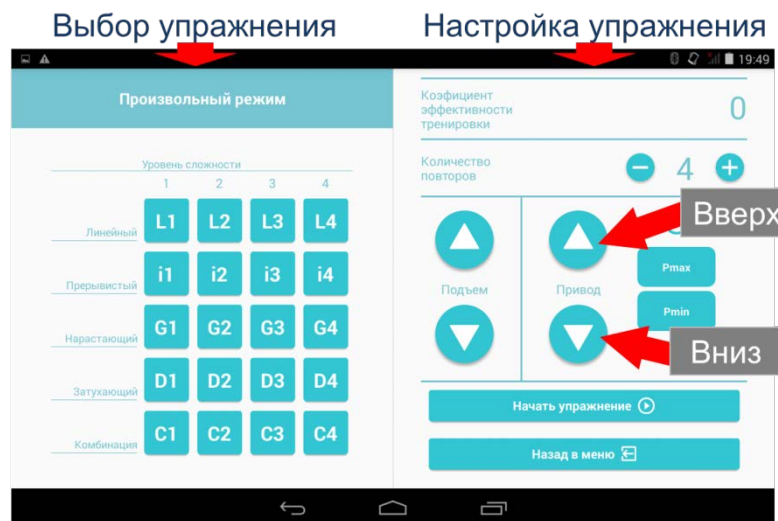 Выбор упражнения
Настройка упражнения
19:49
Произвольный режим
Уровень сложности
1 2 3 4
Линейный L1 L2 L3 L4
Прерывистый i1 i2 i3 i4
Нарастающий G1 G2 G3 G4
Затухающий D1 D2 D3 D4
Комбинация C1 C2 C3 C4
Коэфициент
эффективности
тренировки
0
Количество
повторов
4
Вверх
Pmax
Подъем
Привод
Pmin
Вниз
Начать упражнение
Назад в меню